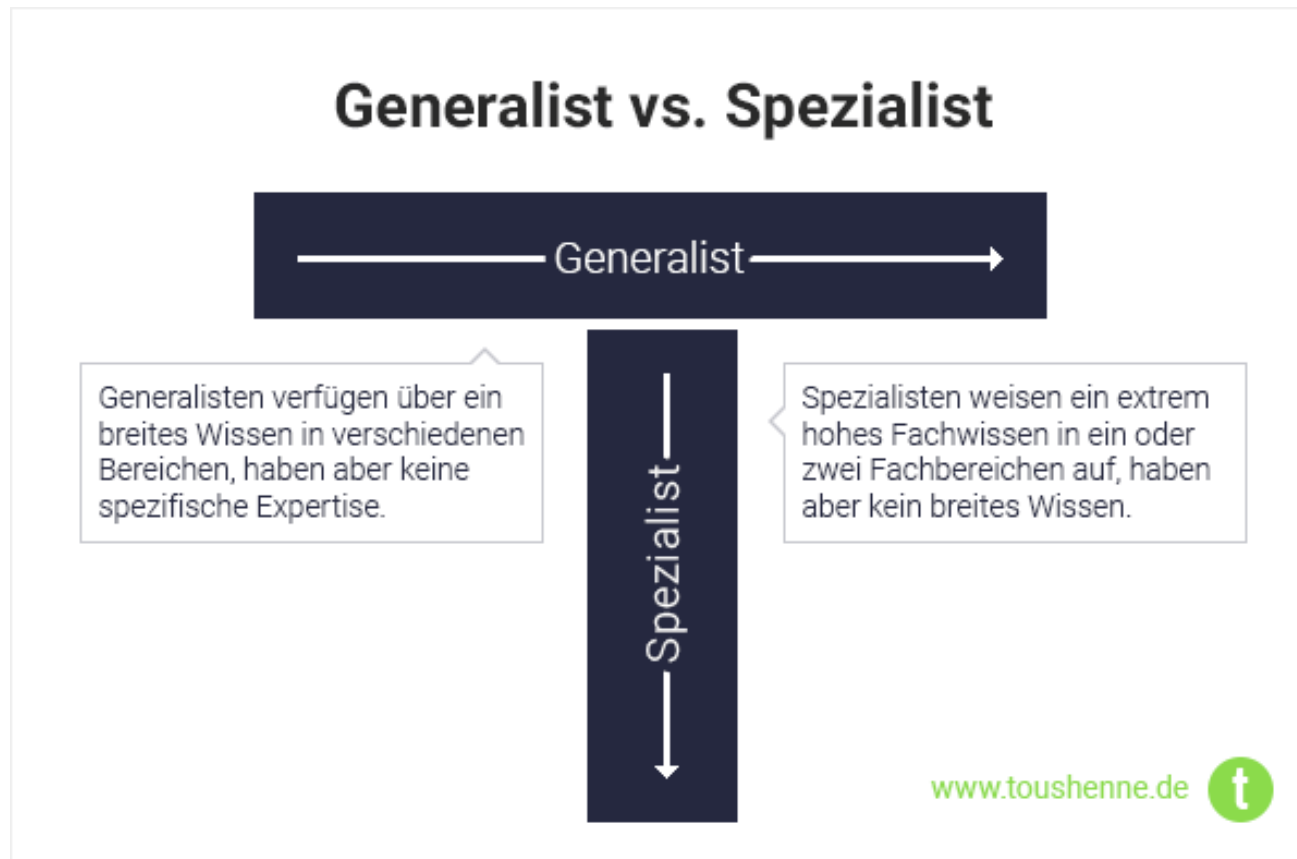 Generalist vs. Spezialist
Generalist
Generalisten verfügen über ein
breites Wissen in verschiedenen
Bereichen, haben aber keine
spezifische Expertise.
Spezialist
Spezialisten weisen ein extrem
hohes Fachwissen in ein oder
zwei Fachbereichen auf, haben
aber kein breites Wissen.
www.toushenne.de
t